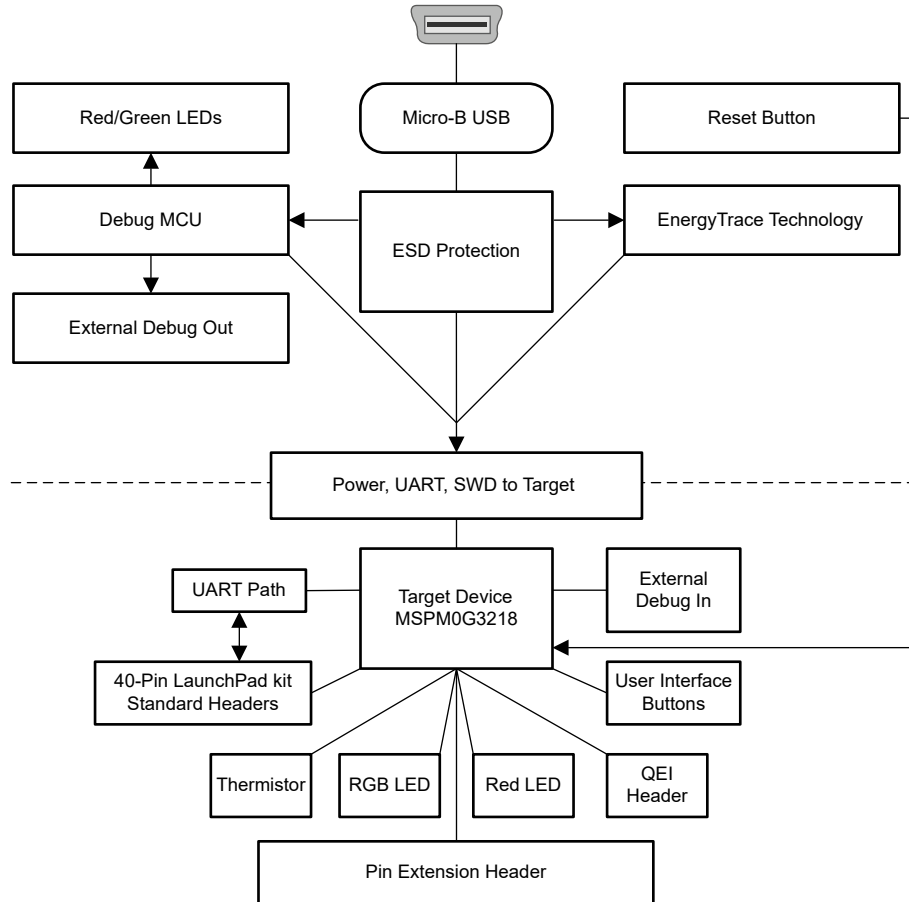 Red/Green LEDs
Micro-B USB
Reset Button
Debug MCU
ESD Protection
EnergyTrace Technology
External Debug Out
Power, UART, SWD to Target
UART Path
Target Device
MSPM0G3218
External
Debug In
40-Pin LaunchPad kit
Standard Headers
User Interface
Buttons
Thermistor
RGB LED
Red LED
QEI
Header
Pin Extension Header